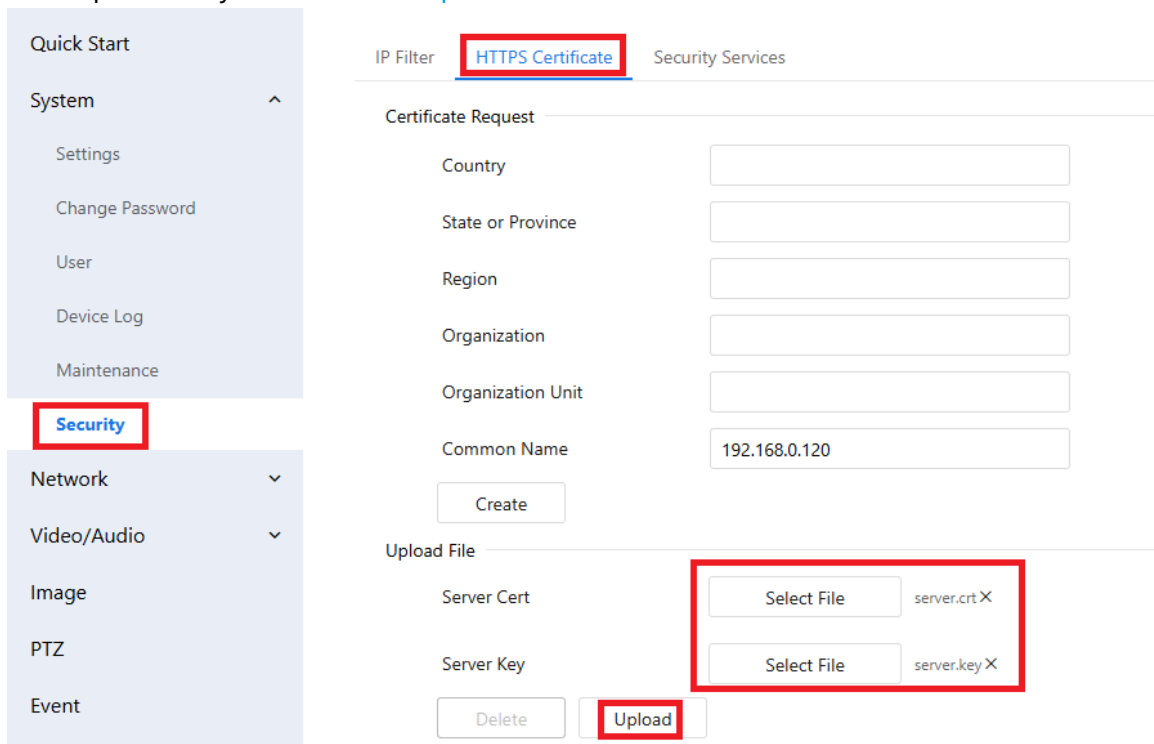 Quick Start
System
Settings
Change Password
User
Device Log
Maintenance
Security
Network
Video/Audio
Image
PTZ
Event
IP Filter HTTPS Certificate Security Services
Certificate Request
Country
State or Province
Region
Organization
Organization Unit
Common Name 192.168.0.120
Create
Upload File
Server Cert Select File server.crt×
Server Key Select File server.key×
Delete Upload